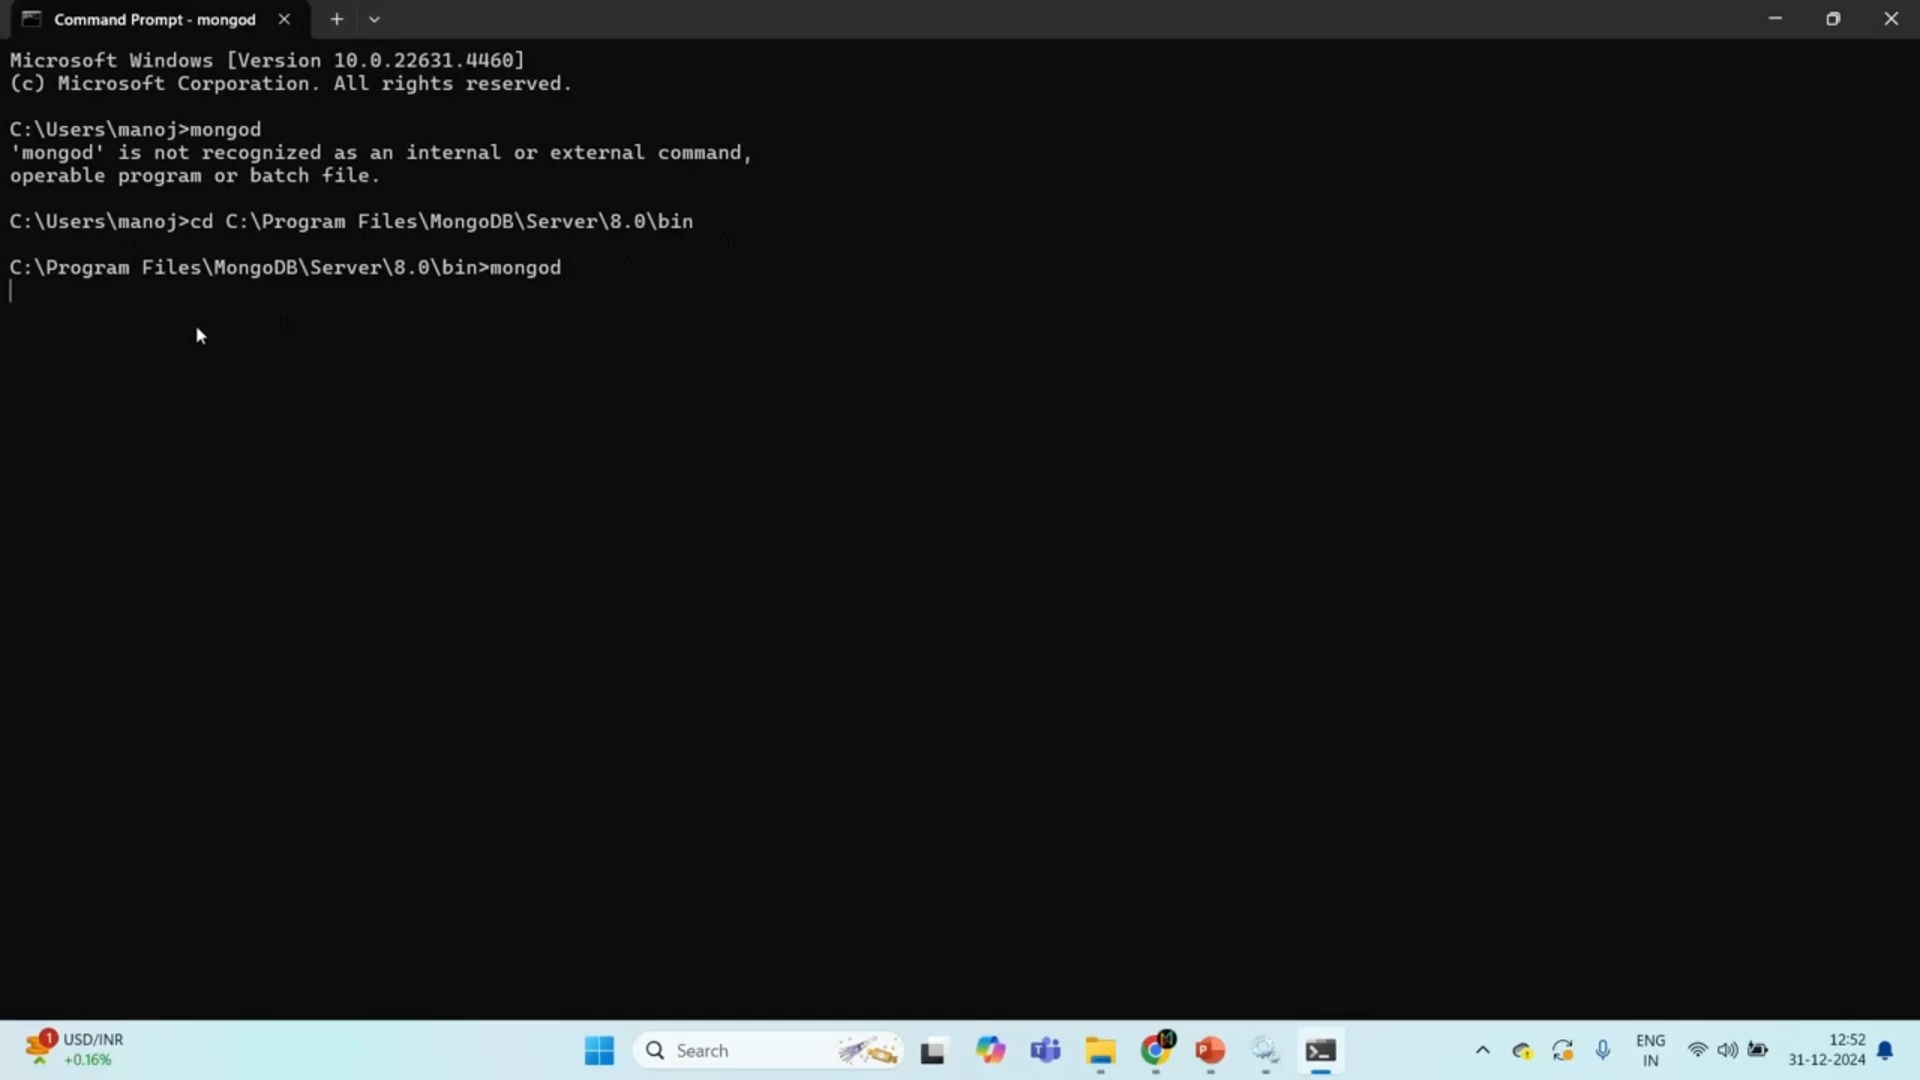 Command Prompt - mongod
Microsoft Windows [Version 10.0.22631.4460]
(c) Microsoft Corporation. All rights reserved.
C:\Users\manoj>mongod
'mongod' is not recognized as an internal or external command,
operable program or batch file.
C:\Users\manoj>cd C:\Program Files\MongoDB\Server\8.0\bin
C:\Program Files\MongoDB\Server\8.0\bin>mongod
1
USD/INR
+0.16%
Search
ENG
IN
12:52
31-12-2024